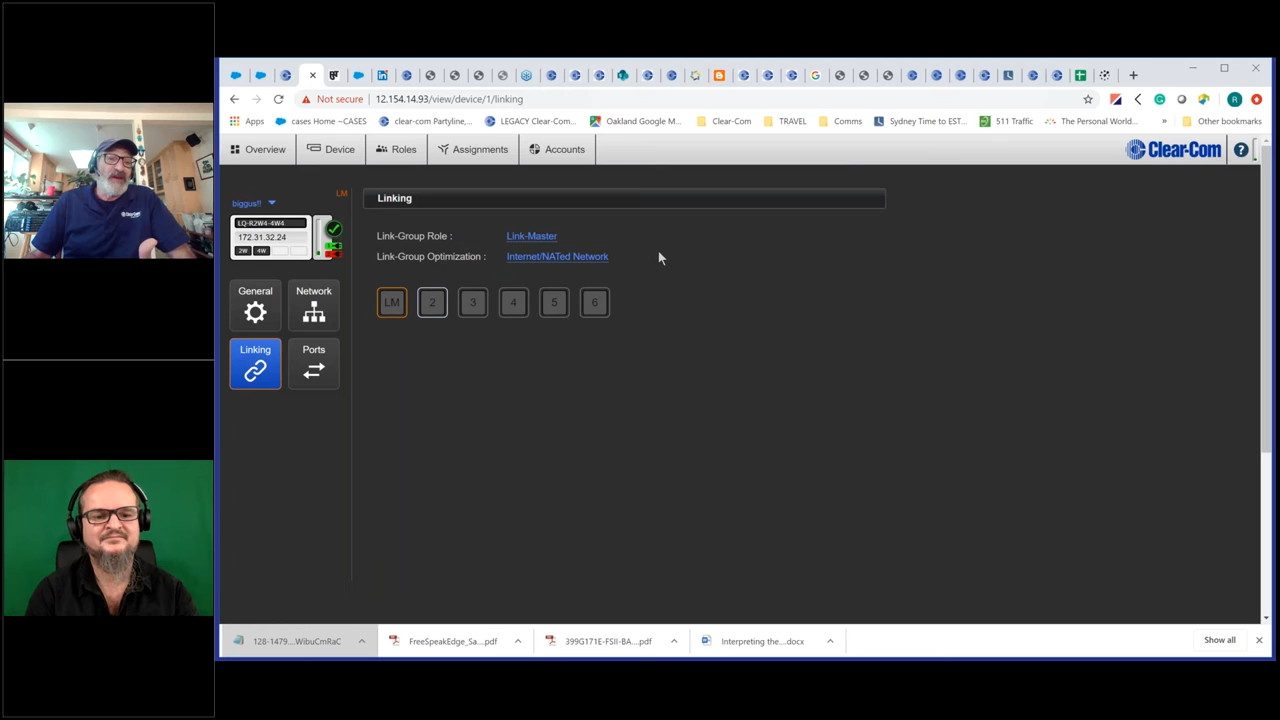 Not secure 12.154.14.93/view/device/1/linking
Apps cases Home ~CASES clear-com Partyline,... LEGACY Clear-Com... Oakland Google M... Clear-Com TRAVEL Comms Sydney Time to EST... 511 Traffic The Personal World... » Other bookmarks
Overview Device Roles Assignments Accounts Clear-Com ?
LM
biggus!!
LQ-R2W4-4W4
172.31.32.24
2W 4W
Linking
Link-Group Role : Link-Master
Link-Group Optimization : Internet/NATed Network
LM 2 3 4 5 6
General Network
Linking Ports
128-1479....WibuCmRaC FreeSpeakEdge_Sa....pdf 399G171E-FSII-BA....pdf Interpreting the....docx Show all